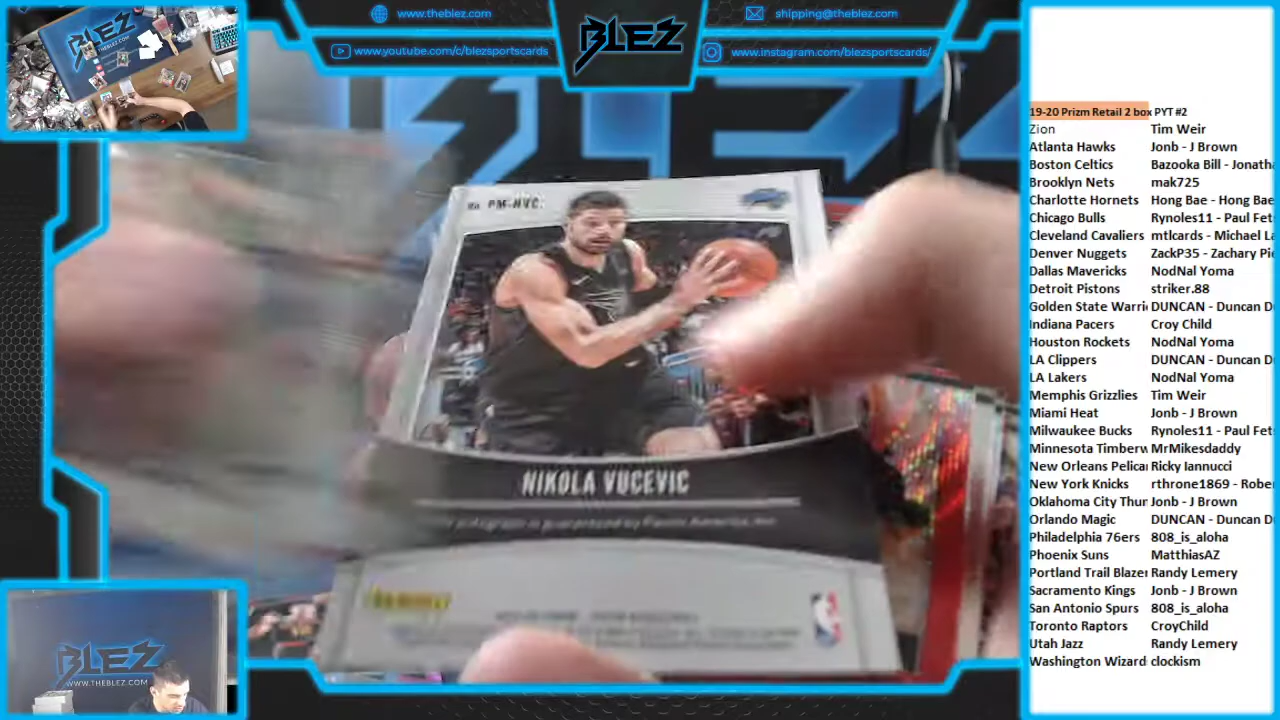 www.theblez.com
shipping@theblez.com
BLEZ
www.youtube.com/c/blezsportscards
www.instagram.com/blezsportscards/
NIKOLA VUCEVIC
PANINI
BLEZ
WWW.THEBLEZ.COM
19-20 Prizm Retail 2 box PYT #2
Zion Tim Weir
Atlanta Hawks Jonb - J Brown
Boston Celtics Bazooka Bill - Jonath
Brooklyn Nets mak725
Charlotte Hornets Hong Bae - Hong Bae
Chicago Bulls Rynoles11 - Paul Fet
Cleveland Cavaliers mtlcards - Michael La
Denver Nuggets ZackP35 - Zachary Pi
Dallas Mavericks NodNal Yoma
Detroit Pistons striker.88
Golden State Warri DUNCAN - Duncan D
Indiana Pacers Croy Child
Houston Rockets NodNal Yoma
LA Clippers DUNCAN - Duncan D
LA Lakers NodNal Yoma
Memphis Grizzlies Tim Weir
Miami Heat Jonb - J Brown
Milwaukee Bucks Rynoles11 - Paul Fet
Minnesota Timberw MrMikesdaddy
New Orleans Pelica Ricky Iannucci
New York Knicks rthrone1869 - Robe
Oklahoma City Thun Jonb - J Brown
Orlando Magic DUNCAN - Duncan D
Philadelphia 76ers 808_is_aloha
Phoenix Suns MatthiasAZ
Portland Trail Blazer Randy Lemery
Sacramento Kings Jonb - J Brown
San Antonio Spurs 808_is_aloha
Toronto Raptors CroyChild
Utah Jazz Randy Lemery
Washington Wizard clockism